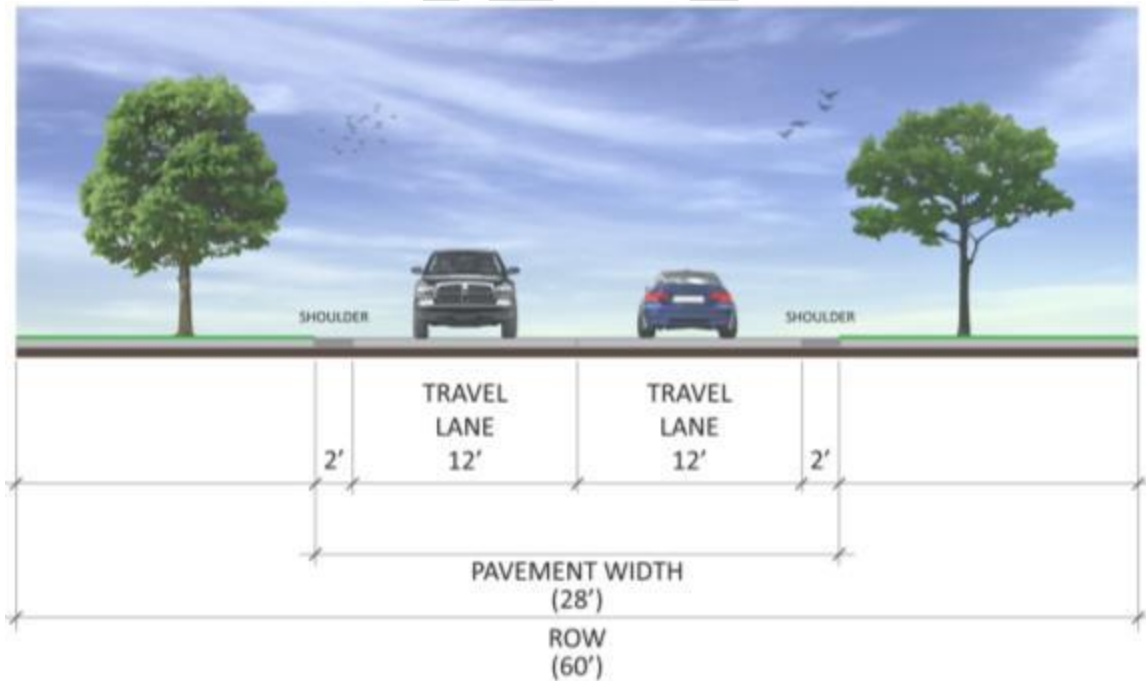 SHOULDER
SHOULDER
TRAVEL
LANE
12’
TRAVEL
LANE
12’
2’
2’
PAVEMENT WIDTH
(28’)
ROW
(60’)